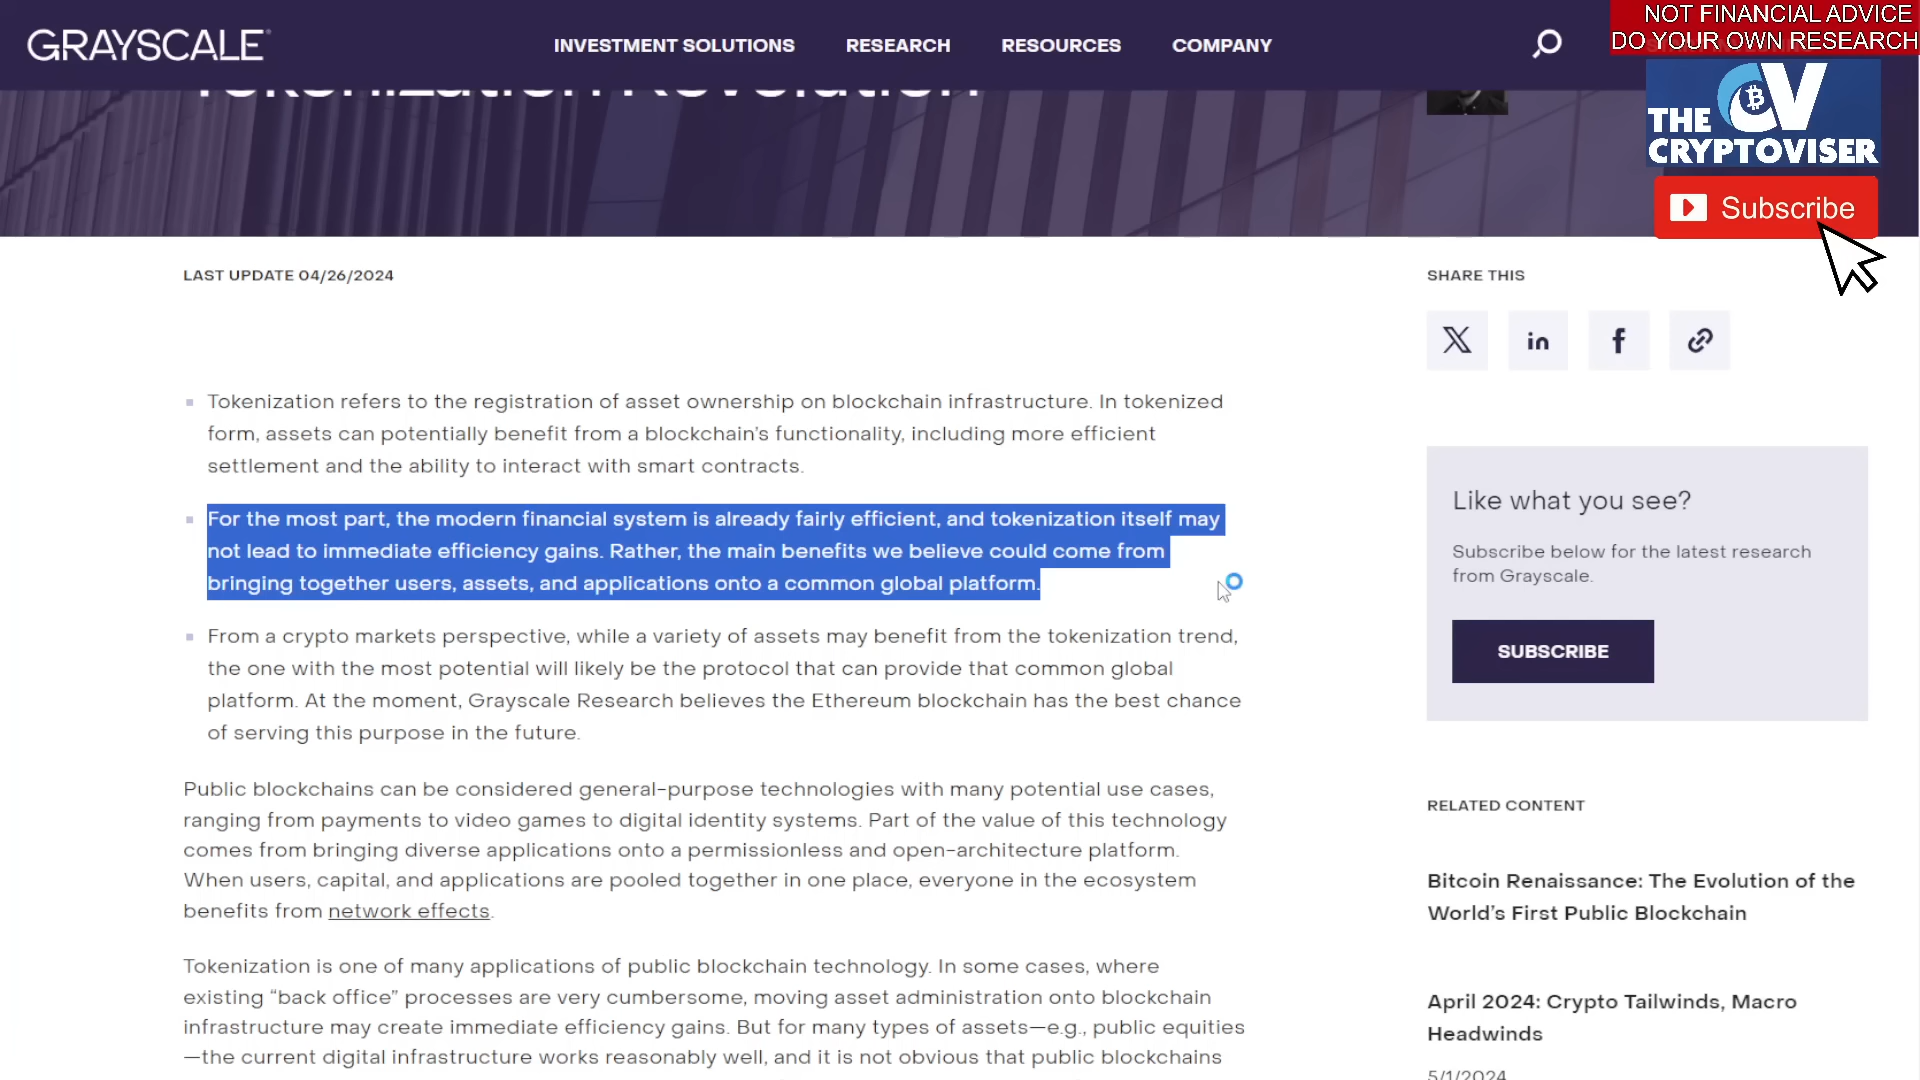 GRAYSCALE
INVESTMENT SOLUTIONS
RESEARCH
RESOURCES
COMPANY
NOT FINANCIAL ADVICE
DO YOUR OWN RESEARCH
THE CV
CRYPTOVISER
Subscribe
Tokenization Revolution
LAST UPDATE 04/26/2024
Tokenization refers to the registration of asset ownership on blockchain infrastructure. In tokenized
form, assets can potentially benefit from a blockchain’s functionality, including more efficient
settlement and the ability to interact with smart contracts.
For the most part, the modern financial system is already fairly efficient, and tokenization itself may
not lead to immediate efficiency gains. Rather, the main benefits we believe could come from
bringing together users, assets, and applications onto a common global platform.
From a crypto markets perspective, while a variety of assets may benefit from the tokenization trend,
the one with the most potential will likely be the protocol that can provide that common global
platform. At the moment, Grayscale Research believes the Ethereum blockchain has the best chance
of serving this purpose in the future.
Public blockchains can be considered general-purpose technologies with many potential use cases,
ranging from payments to video games to digital identity systems. Part of the value of this technology
comes from bringing diverse applications onto a permissionless and open-architecture platform.
When users, capital, and applications are pooled together in one place, everyone in the ecosystem
benefits from network effects.
Tokenization is one of many applications of public blockchain technology. In some cases, where
existing “back office” processes are very cumbersome, moving asset administration onto blockchain
infrastructure may create immediate efficiency gains. But for many types of assets—e.g., public equities
—the current digital infrastructure works reasonably well, and it is not obvious that public blockchains
SHARE THIS
Like what you see?
Subscribe below for the latest research
from Grayscale.
SUBSCRIBE
RELATED CONTENT
Bitcoin Renaissance: The Evolution of the
World’s First Public Blockchain
April 2024: Crypto Tailwinds, Macro
Headwinds
5/1/2024